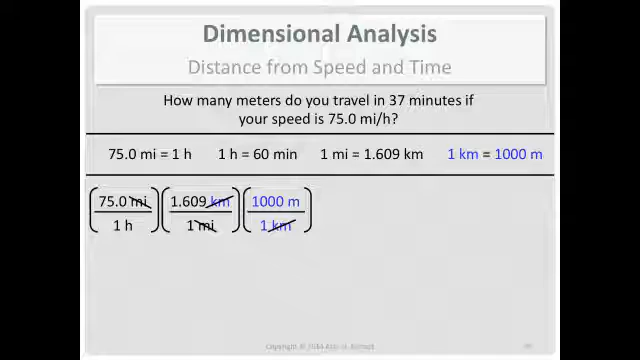 Dimensional Analysis
Distance from Speed and Time
How many meters do you travel in 37 minutes if
your speed is 75.0 mi/h?
75.0 mi = 1 h 1 h = 60 min 1 mi = 1.609 km 1 km = 1000 m
75.0 mi 1.609 km 1000 m
1 h 1 mi 1 km
Copyright © 2014